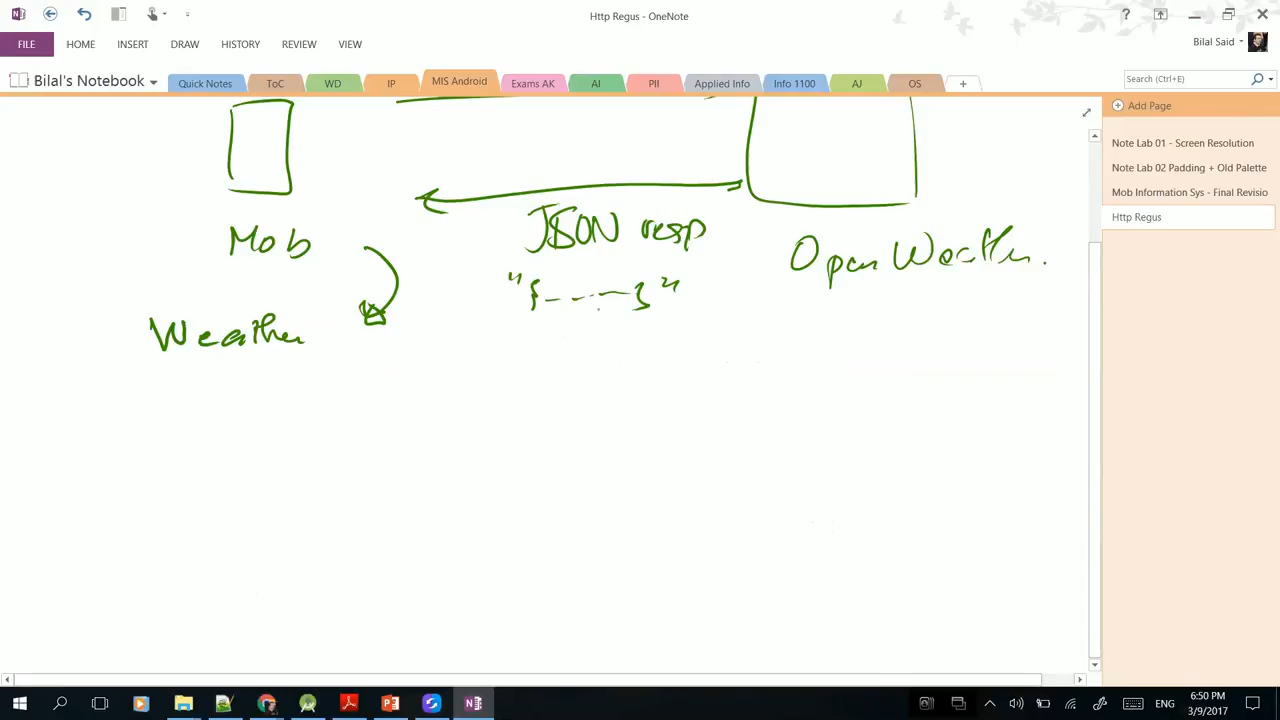 Http Regus - OneNote
Bilal Said
FILE HOME INSERT DRAW HISTORY REVIEW VIEW
Bilal's Notebook
Quick Notes ToC WD IP MIS Android Exams AK AI PII Applied Info Info 1100 AJ OS
Search (Ctrl+E)
Add Page
Note Lab 01 - Screen Resolution
Note Lab 02 Padding + Old Palette
Mob Information Sys - Final Revisio
Http Regus
Mob
JSON resp
Open Weather.
"{------}"
Weather
6:50 PM
3/9/2017